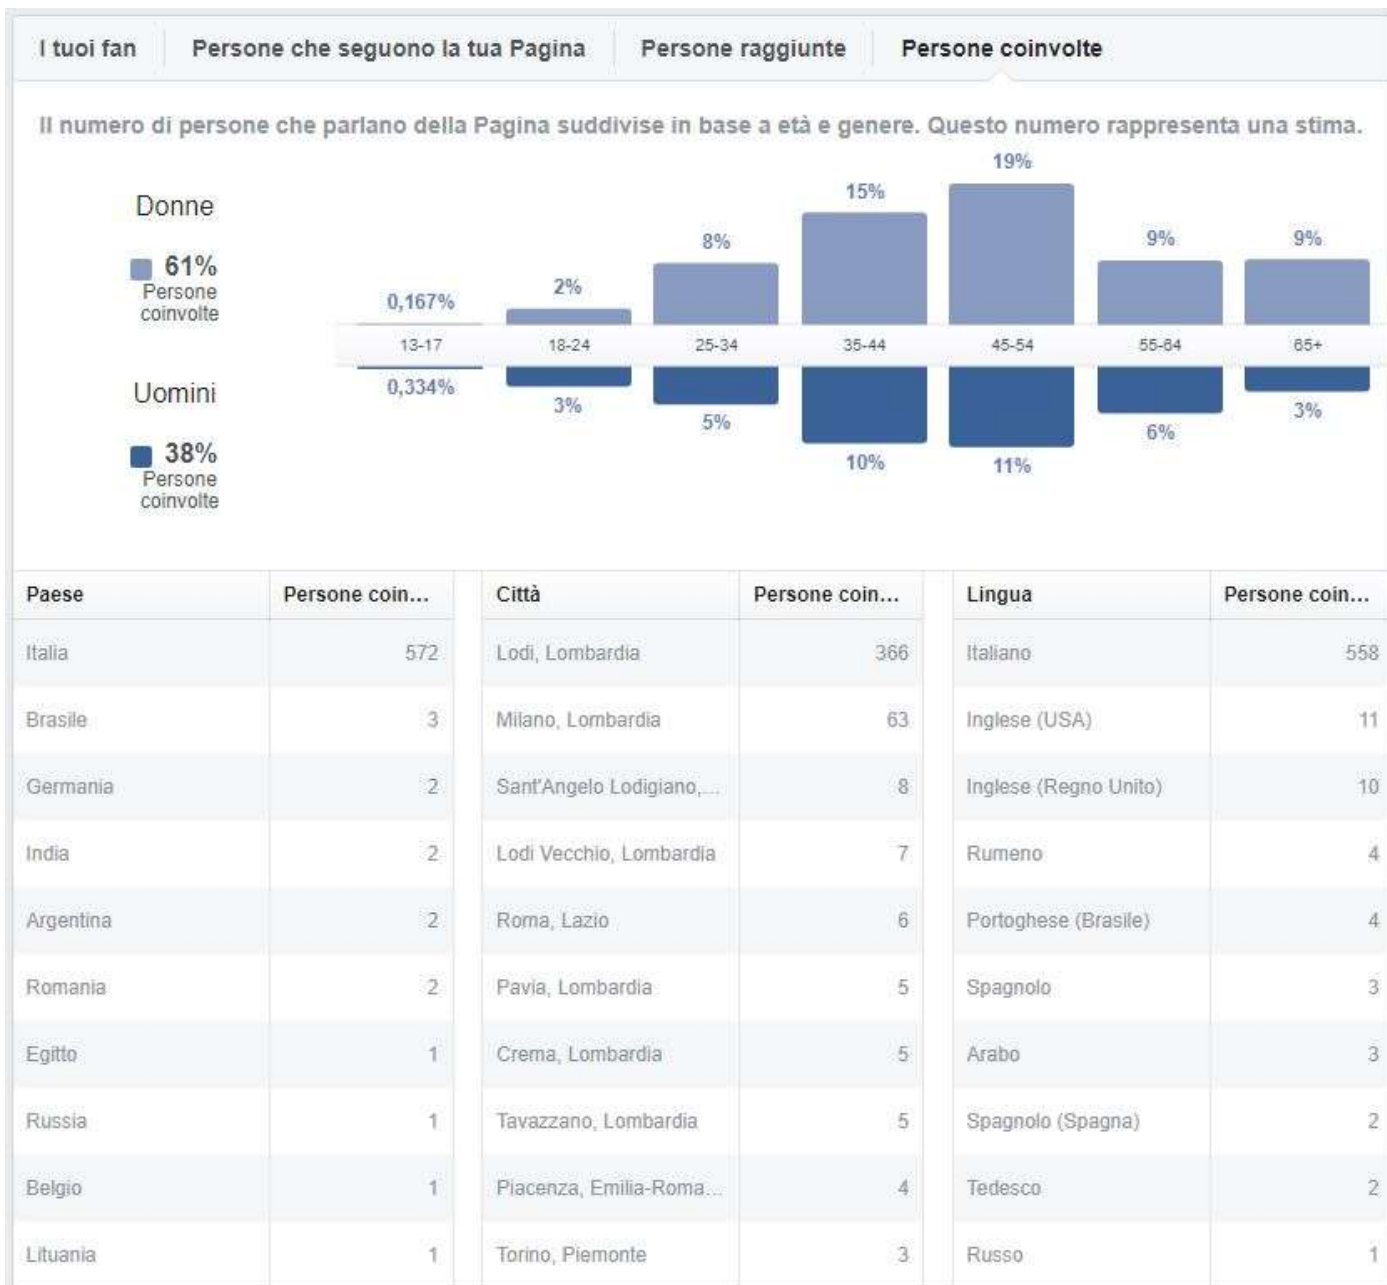 I tuoi fan Persone che seguono la tua Pagina Persone raggiunte Persone coinvolte
Il numero di persone che parlano della Pagina suddivise in base a età e genere. Questo numero rappresenta una stima.
Donne
61%
Persone
coinvolte
0,167% 2% 8% 15% 19% 9% 9%
13-17 18-24 25-34 35-44 45-54 55-64 65+
0,334% 3% 5% 10% 11% 6% 3%
Uomini
38%
Persone
coinvolte
Paese Persone coin... Città Persone coin... Lingua Persone coin...
Italia 572 Lodi, Lombardia 366 Italiano 558
Brasile 3 Milano, Lombardia 63 Inglese (USA) 11
Germania 2 Sant'Angelo Lodigiano,... 8 Inglese (Regno Unito) 10
India 2 Lodi Vecchio, Lombardia 7 Rumeno 4
Argentina 2 Roma, Lazio 6 Portoghese (Brasile) 4
Romania 2 Pavia, Lombardia 5 Spagnolo 3
Egitto 1 Crema, Lombardia 5 Arabo 3
Russia 1 Tavazzano, Lombardia 5 Spagnolo (Spagna) 2
Belgio 1 Piacenza, Emilia-Roma... 4 Tedesco 2
Lituania 1 Torino, Piemonte 3 Russo 1